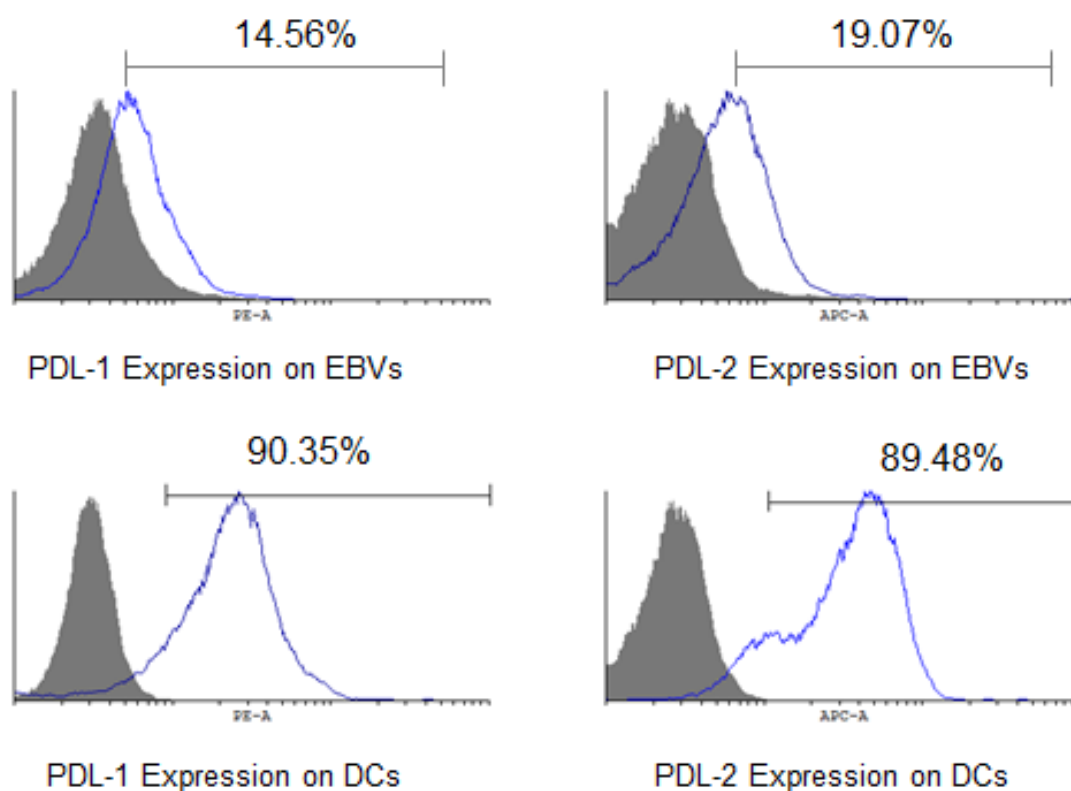 14.56%
19.07%
PE-A
APC-A
PDL-1 Expression on EBVs
PDL-2 Expression on EBVs
90.35%
89.48%
PE-A
APC-A
PDL-1 Expression on DCs
PDL-2 Expression on DCs